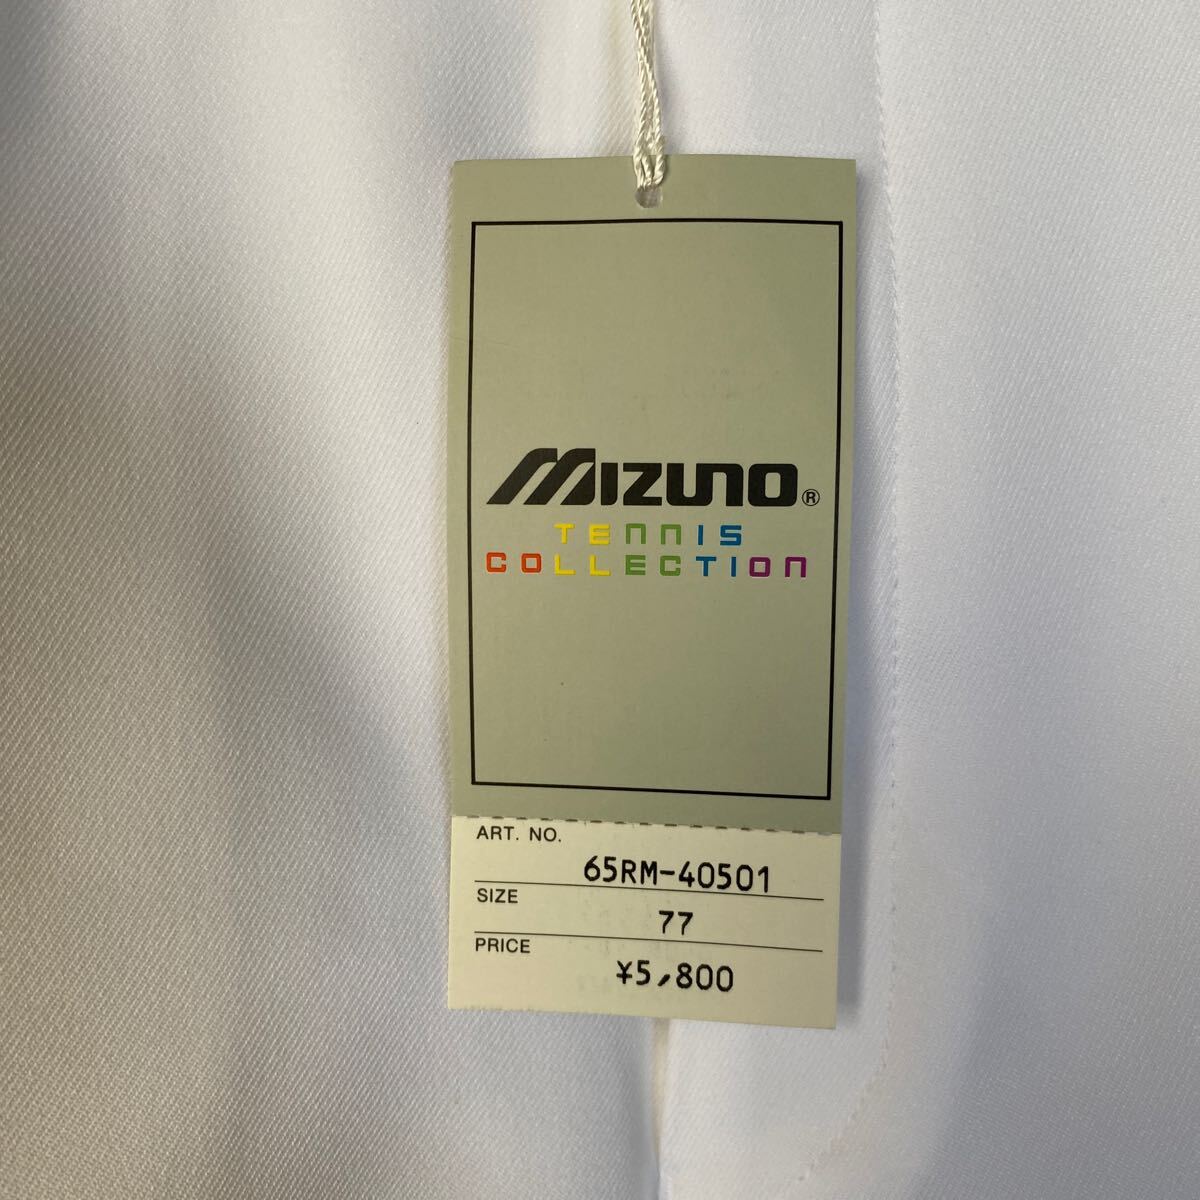 MIZUNO®
TENNIS
COLLECTION
ART. NO.
65RM-40501
SIZE
77
PRICE
¥5,800